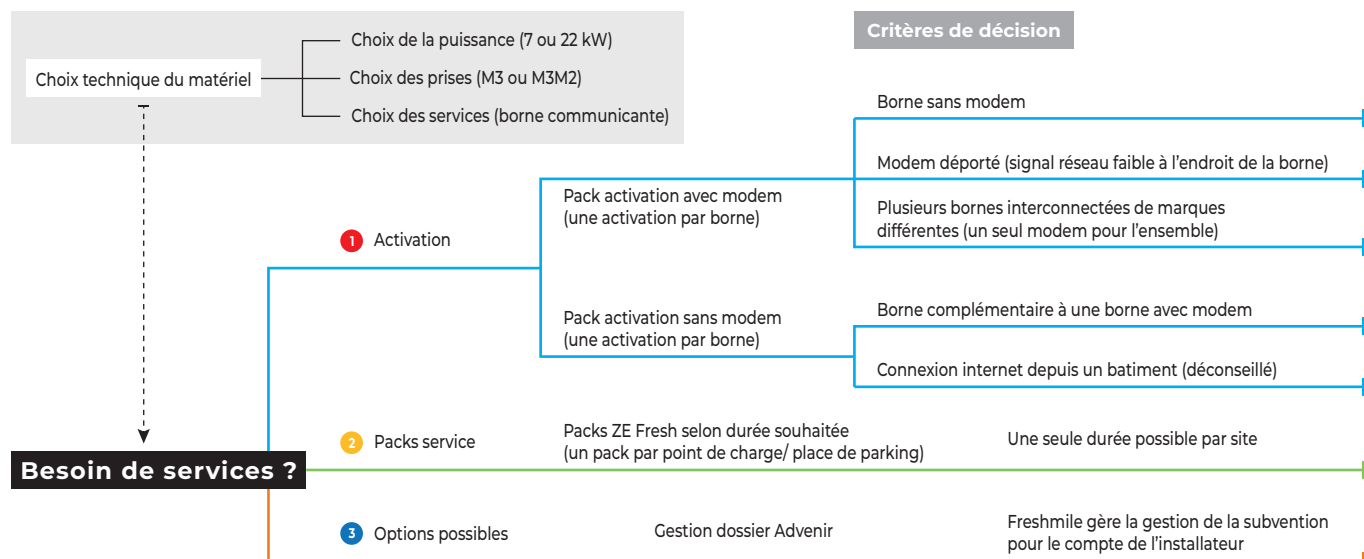 Critères de décision
Choix technique du matériel
Choix de la puissance (7 ou 22 kW)
Choix des prises (M3 ou M3M2)
Choix des services (borne communicante)
Besoin de services ?
1 Activation
Pack activation avec modem
(une activation par borne)
Borne sans modem
Modem déporté (signal réseau faible à l'endroit de la borne)
Plusieurs bornes interconnectées de marques
différentes (un seul modem pour l'ensemble)
Pack activation sans modem
(une activation par borne)
Borne complémentaire à une borne avec modem
Connexion internet depuis un batiment (déconseillé)
2 Packs service
Packs ZE Fresh selon durée souhaitée
(un pack par point de charge/ place de parking)
Une seule durée possible par site
3 Options possibles
Gestion dossier Advenir
Freshmile gère la gestion de la subvention
pour le compte de l'installateur